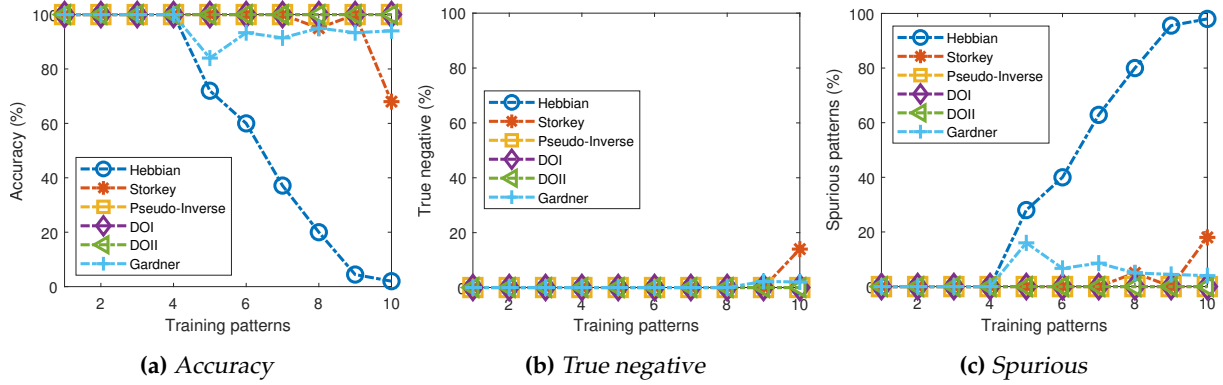 100
80
60
40
20
0
Accuracy (%)
Hebbian
Storkey
Pseudo-Inverse
DOI
DOII
Gardner
2 4 6 8 10
Training patterns
(a) Accuracy
100
80
60
40
20
0
True negative (%)
Hebbian
Storkey
Pseudo-Inverse
DOI
DOII
Gardner
2 4 6 8 10
Training patterns
(b) True negative
100
80
60
40
20
0
Spurious patterns (%)
Hebbian
Storkey
Pseudo-Inverse
DOI
DOII
Gardner
2 4 6 8 10
Training patterns
(c) Spurious